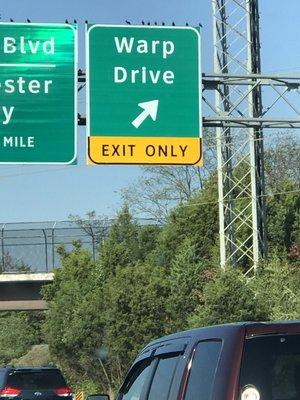 Blvd
ester
y
MILE
Warp
Drive
EXIT ONLY